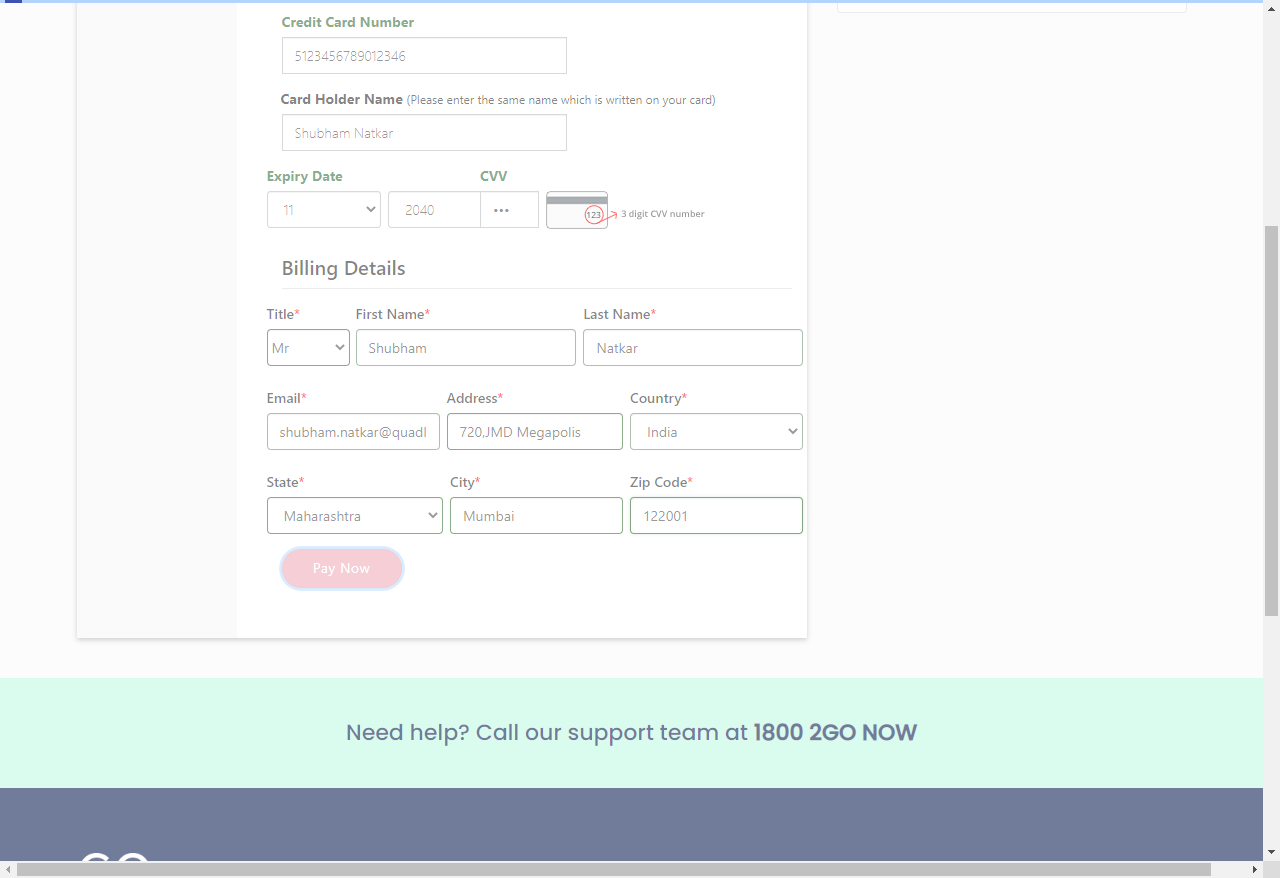 Credit Card Number
5123456789012346
Card Holder Name (Please enter the same name which is written on your card)
Shubham Natkar
Expiry Date CVV
11 2040 ••• 123 3 digit CVV number
Billing Details
Title* First Name* Last Name*
Mr Shubham Natkar
Email* Address* Country*
shubham.natkar@quadl 720,JMD Megapolis India
State* City* Zip Code*
Maharashtra Mumbai 122001
Pay Now
Need help? Call our support team at 1800 2GO NOW